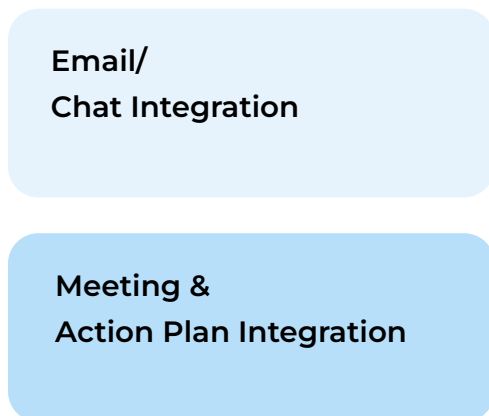 Email/
Chat Integration
Meeting &
Action Plan Integration